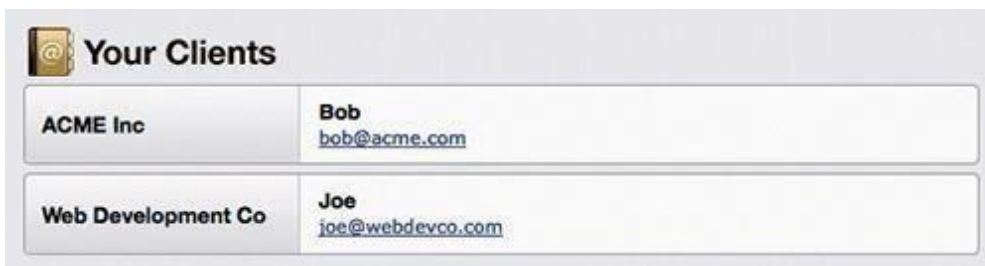 Your Clients
ACME Inc
Bob
bob@acme.com
Web Development Co
Joe
joe@webdevco.com